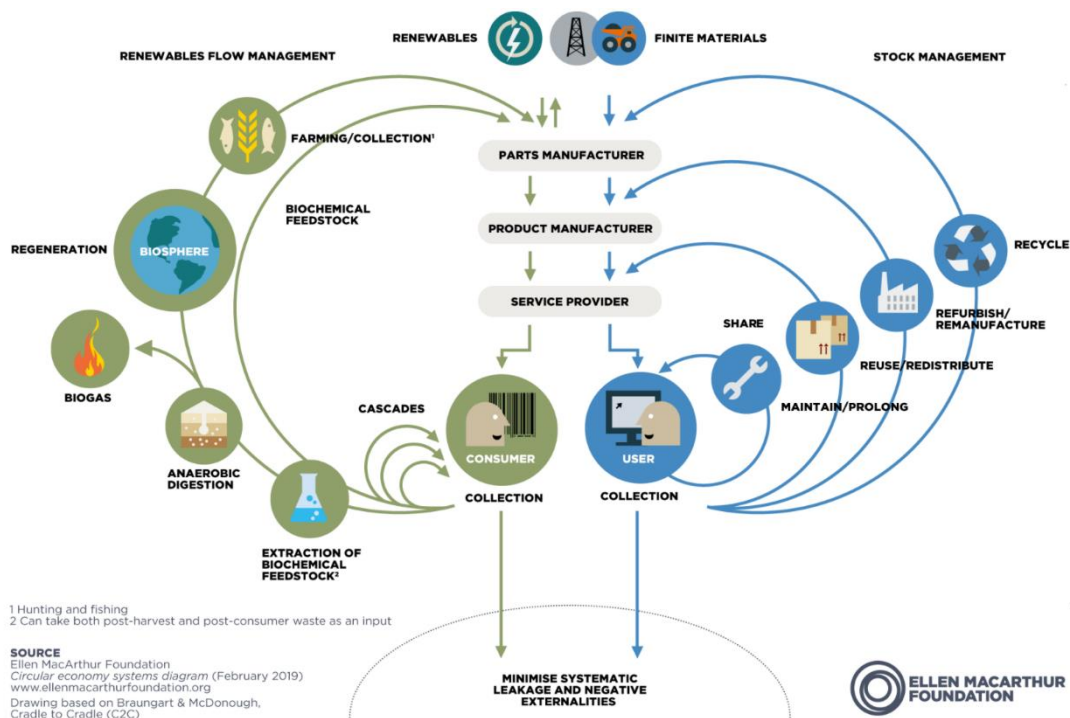 RENEWABLES
FINITE MATERIALS
RENEWABLES FLOW MANAGEMENT
STOCK MANAGEMENT
FARMING/COLLECTION¹
PARTS MANUFACTURER
BIOCHEMICAL
FEEDSTOCK
PRODUCT MANUFACTURER
REGENERATION
BIOSPHERE
RECYCLE
SERVICE PROVIDER
SHARE
REFURBISH/
REMANUFACTURE
REUSE/REDISTRIBUTE
BIOGAS
CASCADES
MAINTAIN/PROLONG
CONSUMER
USER
ANAEROBIC
DIGESTION
COLLECTION
COLLECTION
EXTRACTION OF
BIOCHEMICAL
FEEDSTOCK²
1 Hunting and fishing
2 Can take both post-harvest and post-consumer waste as an input
SOURCE
Ellen MacArthur Foundation
Circular economy systems diagram (February 2019)
www.ellenmacarthurfoundation.org
Drawing based on Braungart & McDonough,
Cradle to Cradle (C2C)
MINIMISE SYSTEMATIC
LEAKAGE AND NEGATIVE
EXTERNALITIES
ELLEN MACARTHUR
FOUNDATION